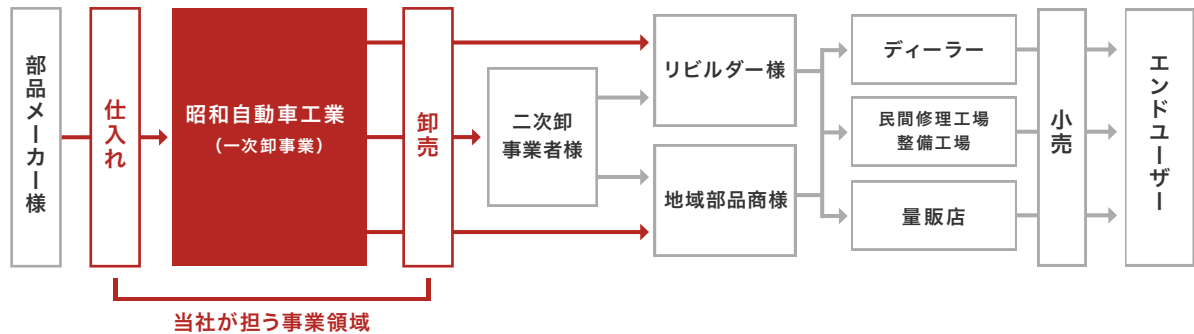 部品メーカー様
仕入れ
昭和自動車工業
（一次卸事業）
卸売
二次卸
事業者様
リビルダー様
地域部品商様
ディーラー
民間修理工場
整備工場
量販店
小売
エンドユーザー
当社が担う事業領域